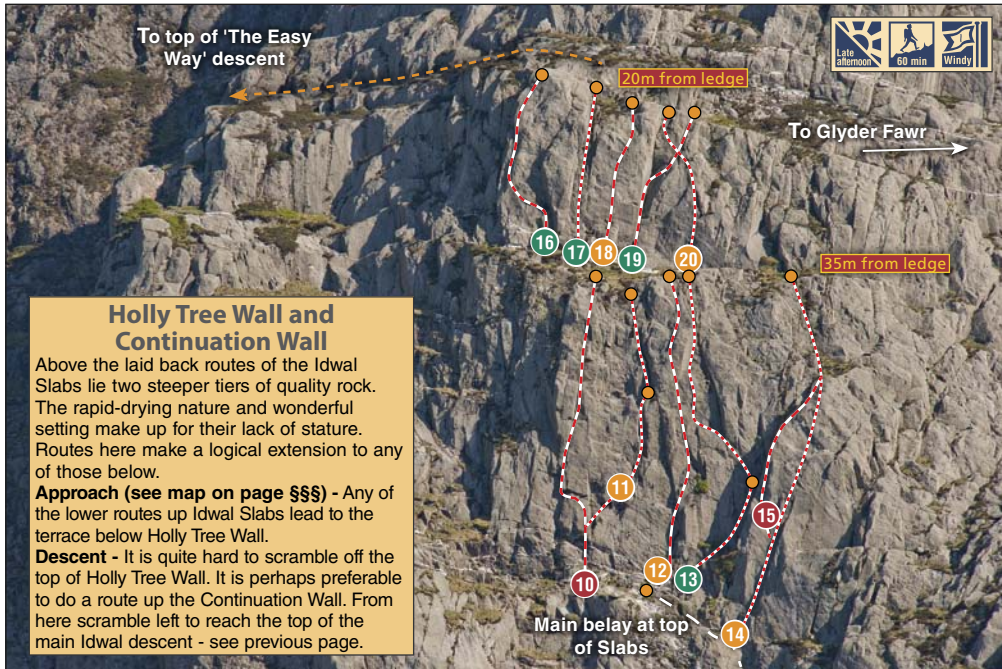 To top of 'The Easy
Way' descent
Late
afternoon
60 min
Windy
20m from ledge
To Glyder Fawr
16
17
18
19
20
35m from ledge
Holly Tree Wall and
Continuation Wall
Above the laid back routes of the Idwal
Slabs lie two steeper tiers of quality rock.
The rapid-drying nature and wonderful
setting make up for their lack of stature.
Routes here make a logical extension to any
of those below.
Approach (see map on page §§§) - Any of
the lower routes up Idwal Slabs lead to the
terrace below Holly Tree Wall.
Descent - It is quite hard to scramble off the
top of Holly Tree Wall. It is perhaps preferable
to do a route up the Continuation Wall. From
here scramble left to reach the top of the
main Idwal descent - see previous page.
11
15
10
12
13
Main belay at top
of Slabs
14